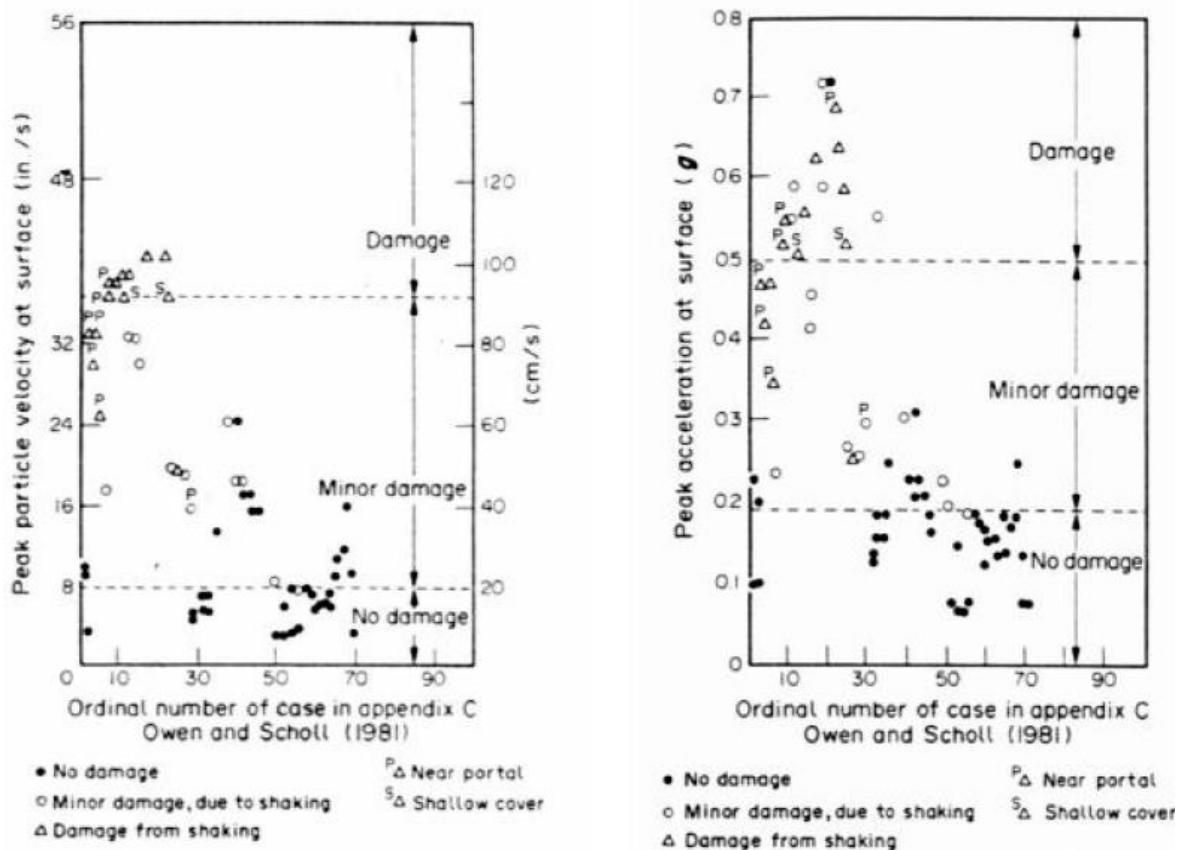 Peak particle velocity at surface (in /s)
56
48
32
24
16
8
0
10
30
50
70
90
120
100
80
60
40
20
(cm/s)
Damage
Minor damage
No damage
P
P
P P
P
P
S
S
P
Ordinal number of case in appendix C
Owen and Scholl (1981)
No damage
Minor damage, due to shaking
Damage from shaking
P Near portal
S Shallow cover
Peak acceleration at surface (g)
0.8
0.7
0.6
0.5
0.4
0.3
0.2
0.1
0
10
30
50
70
90
Damage
Minor damage
No damage
P
P
P
S
S
P
P
P
P
Ordinal number of case in appendix C
Owen and Scholl (1981)
No damage
Minor damage, due to shaking
Damage from shaking
P Near portal
S Shallow cover